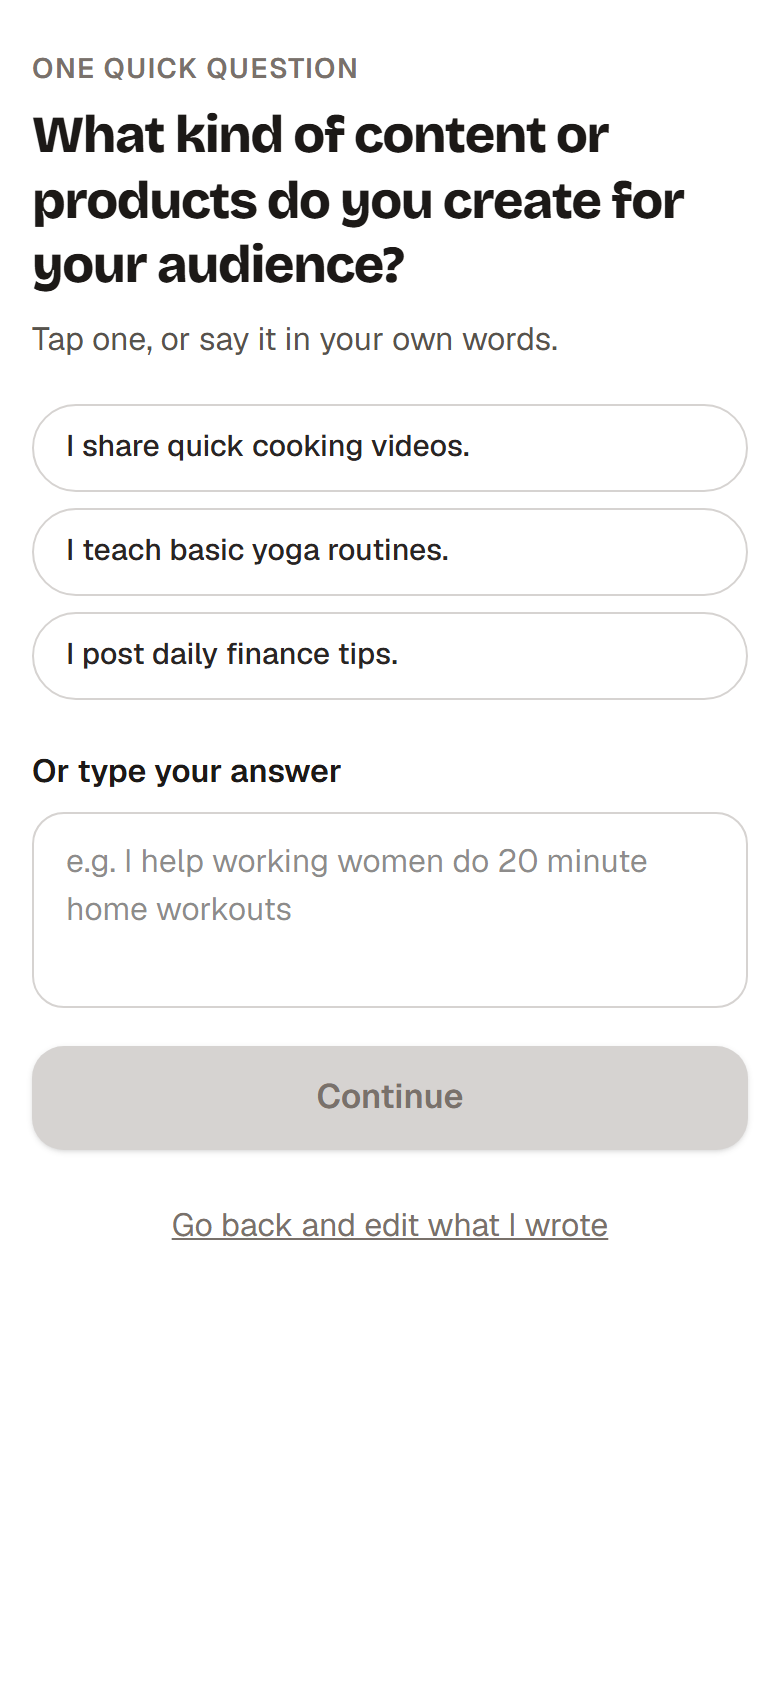 ONE QUICK QUESTION
What kind of content or
products do you create for
your audience?
Tap one, or say it in your own words.
I share quick cooking videos.
I teach basic yoga routines.
I post daily finance tips.
Or type your answer
e.g. I help working women do 20 minute
home workouts
Continue
Go back and edit what I wrote